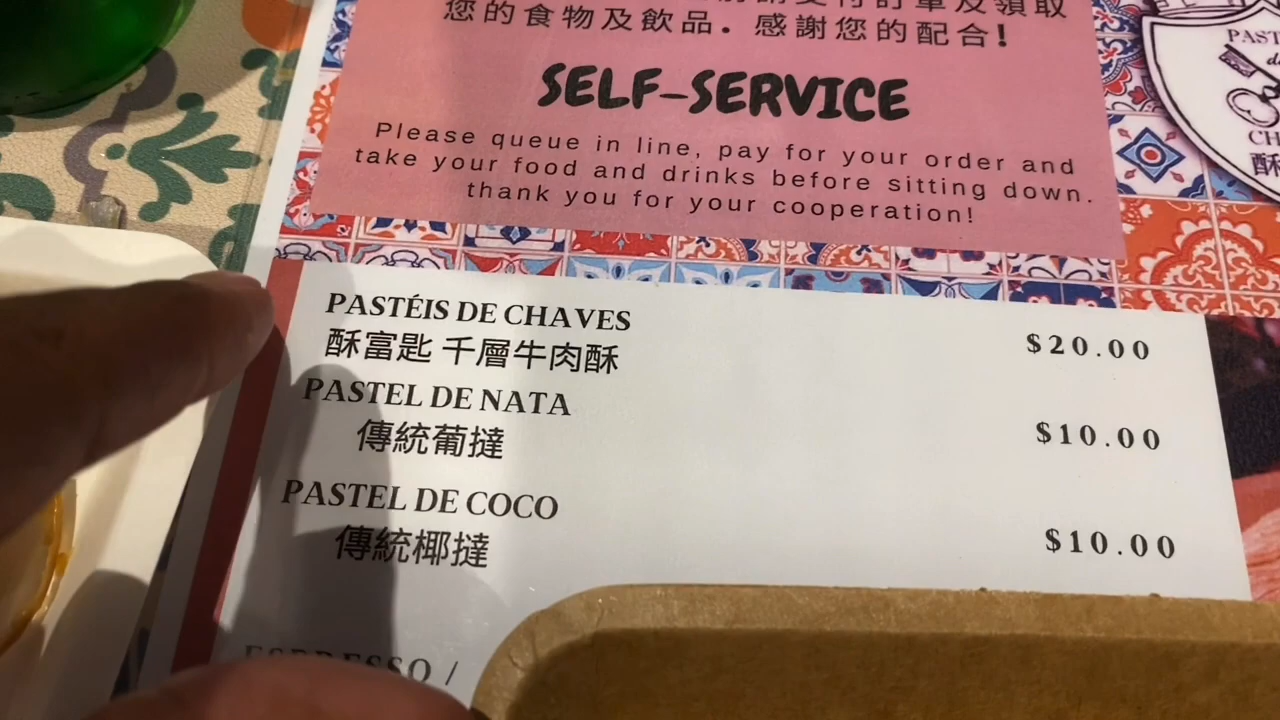 您的食物及飲品. 感謝您的配合!
SELF-SERVICE
Please queue in line, pay for your order and
take your food and drinks before sitting down.
thank you for your cooperation!
PASTÉIS DE CHAVES
酥富匙 千層牛肉酥
$20.00
PASTEL DE NATA
傳統葡撻
$10.00
PASTEL DE COCO
傳統椰撻
$10.00
ESPRESSO /